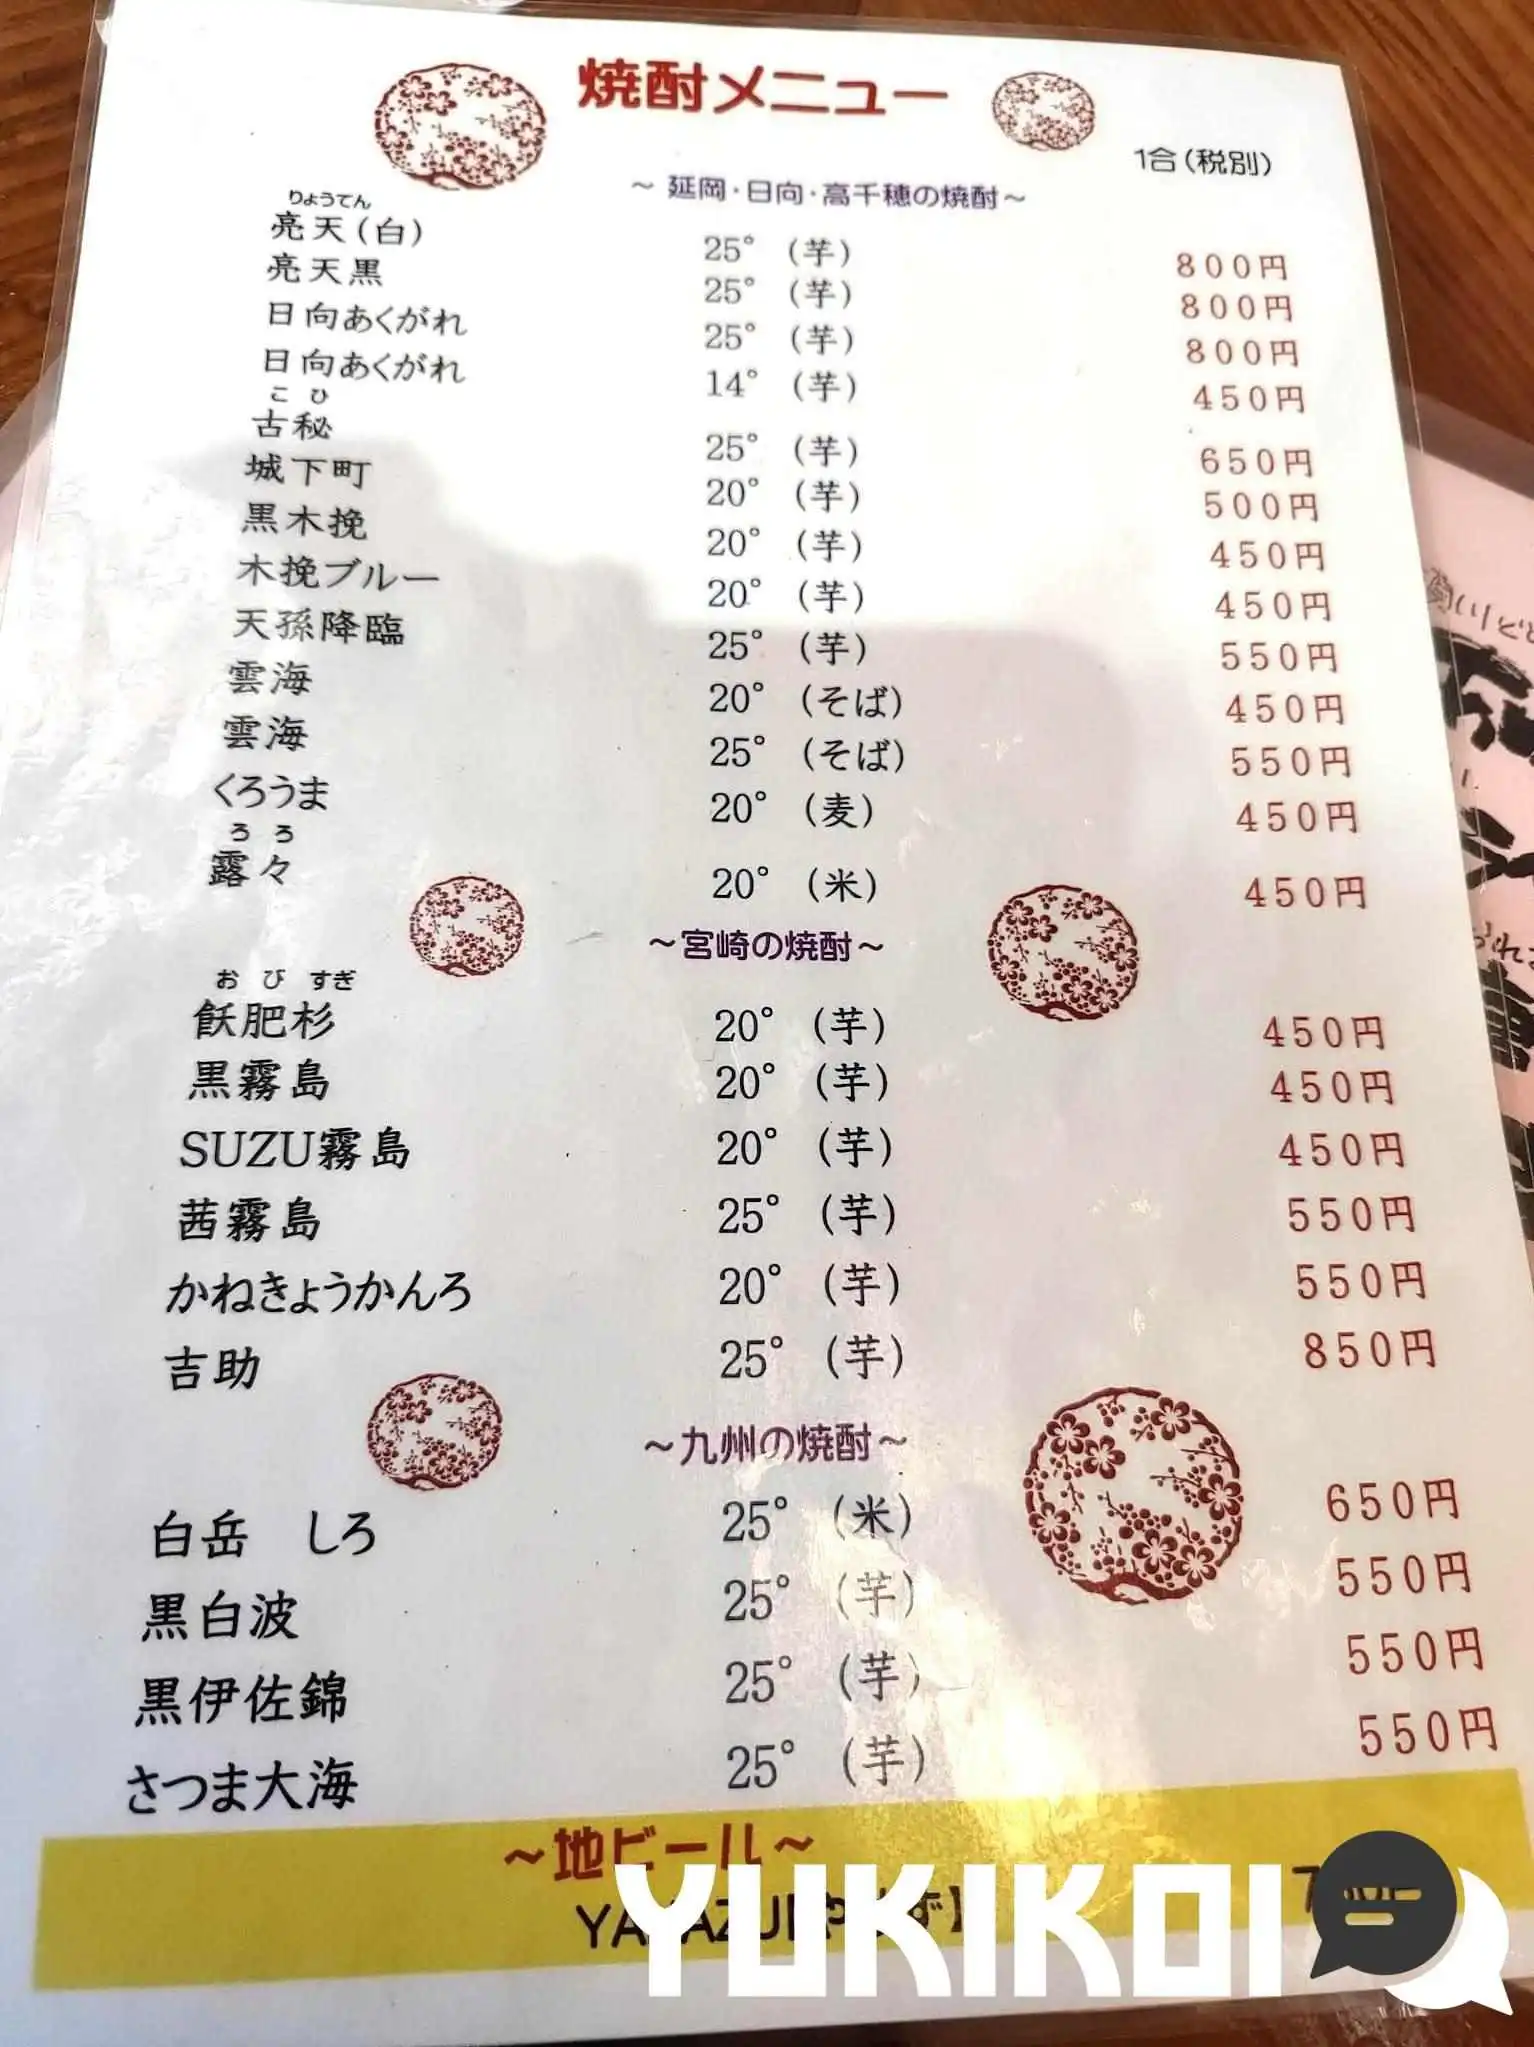 焼酎メニュー
1合(税別)
～ 延岡・日向・高千穂の焼酎～
りょうてん
亮天(白) 25° (芋) 800円
亮天黒 25° (芋) 800円
日向あくがれ 25° (芋) 800円
日向あくがれ 14° (芋) 450円
こひ
古秘 25° (芋) 650円
城下町 20° (芋) 500円
黒木挽 20° (芋) 450円
木挽ブルー 20° (芋) 450円
天孫降臨 25° (芋) 550円
雲海 20° (そば) 450円
雲海 25° (そば) 550円
くろうま 20° (麦) 450円
ろろ
露々 20° (米) 450円
～宮崎の焼酎～
おびすぎ
飫肥杉 20° (芋) 450円
黒霧島 20° (芋) 450円
SUZU霧島 20° (芋) 450円
茜霧島 25° (芋) 550円
かねきょうかんろ 20° (芋) 550円
吉助 25° (芋) 850円
～九州の焼酎～
白岳 しろ 25° (米) 650円
黒白波 25° (芋) 550円
黒伊佐錦 25° (芋) 550円
さつま大海 25° (芋) 550円
～地ビール～
YUKIKOI